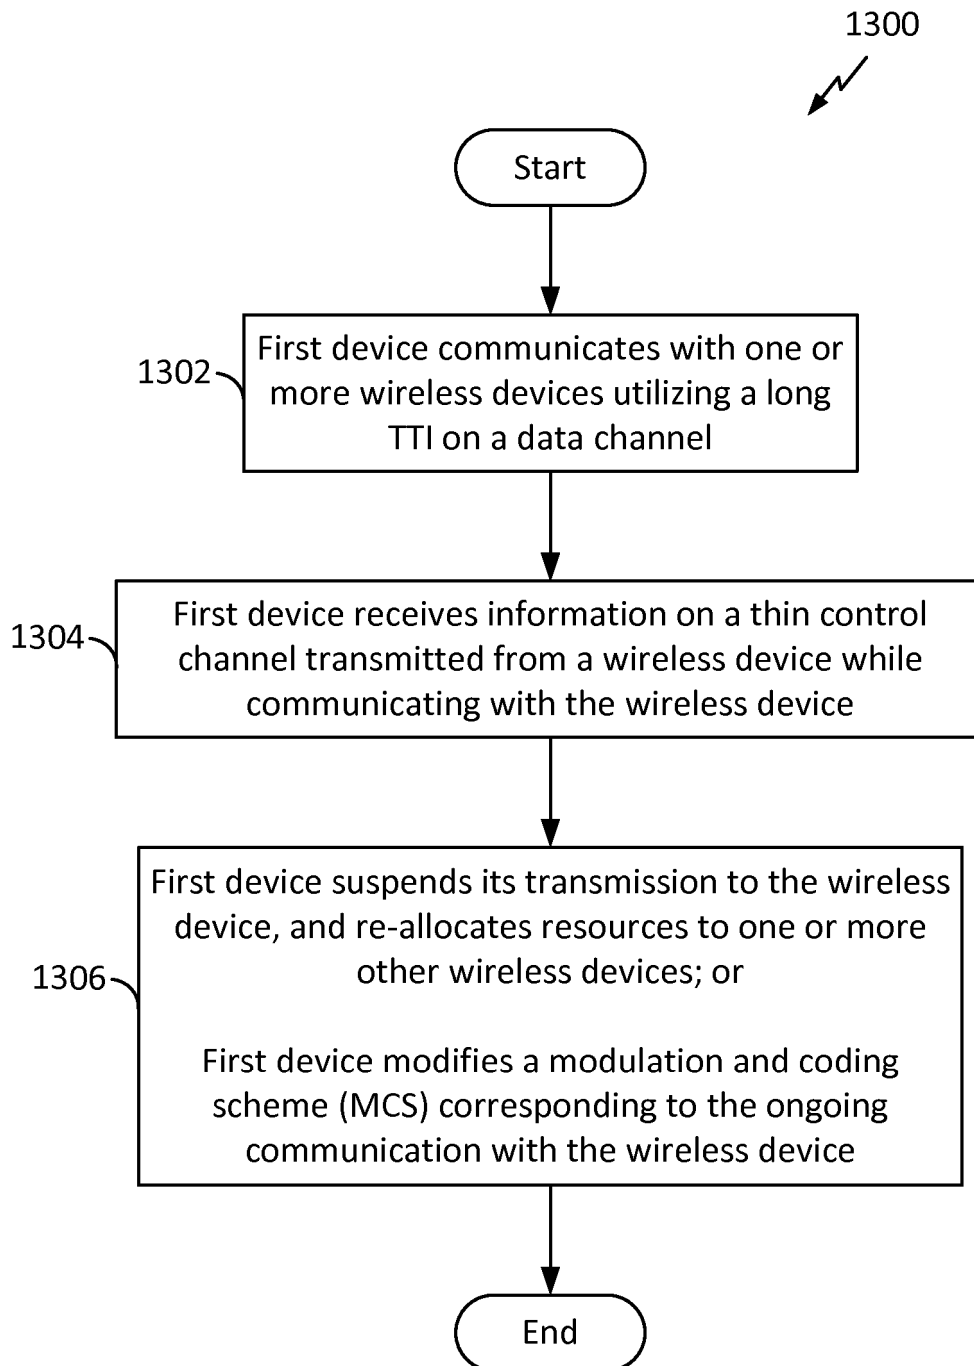 1300
Start
1302
First device communicates with one or
more wireless devices utilizing a long
TTI on a data channel
1304
First device receives information on a thin control
channel transmitted from a wireless device while
communicating with the wireless device
1306
First device suspends its transmission to the wireless
device, and re-allocates resources to one or more
other wireless devices; or
First device modifies a modulation and coding
scheme (MCS) corresponding to the ongoing
communication with the wireless device
End